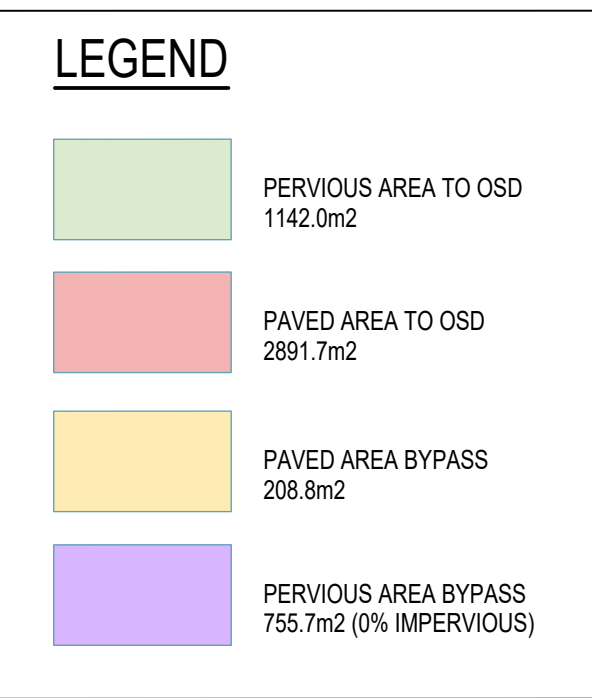 LEGEND
PERVIOUS AREA TO OSD
1142.0m2
PAVED AREA TO OSD
2891.7m2
PAVED AREA BYPASS
208.8m2
PERVIOUS AREA BYPASS
755.7m2 (0% IMPERVIOUS)